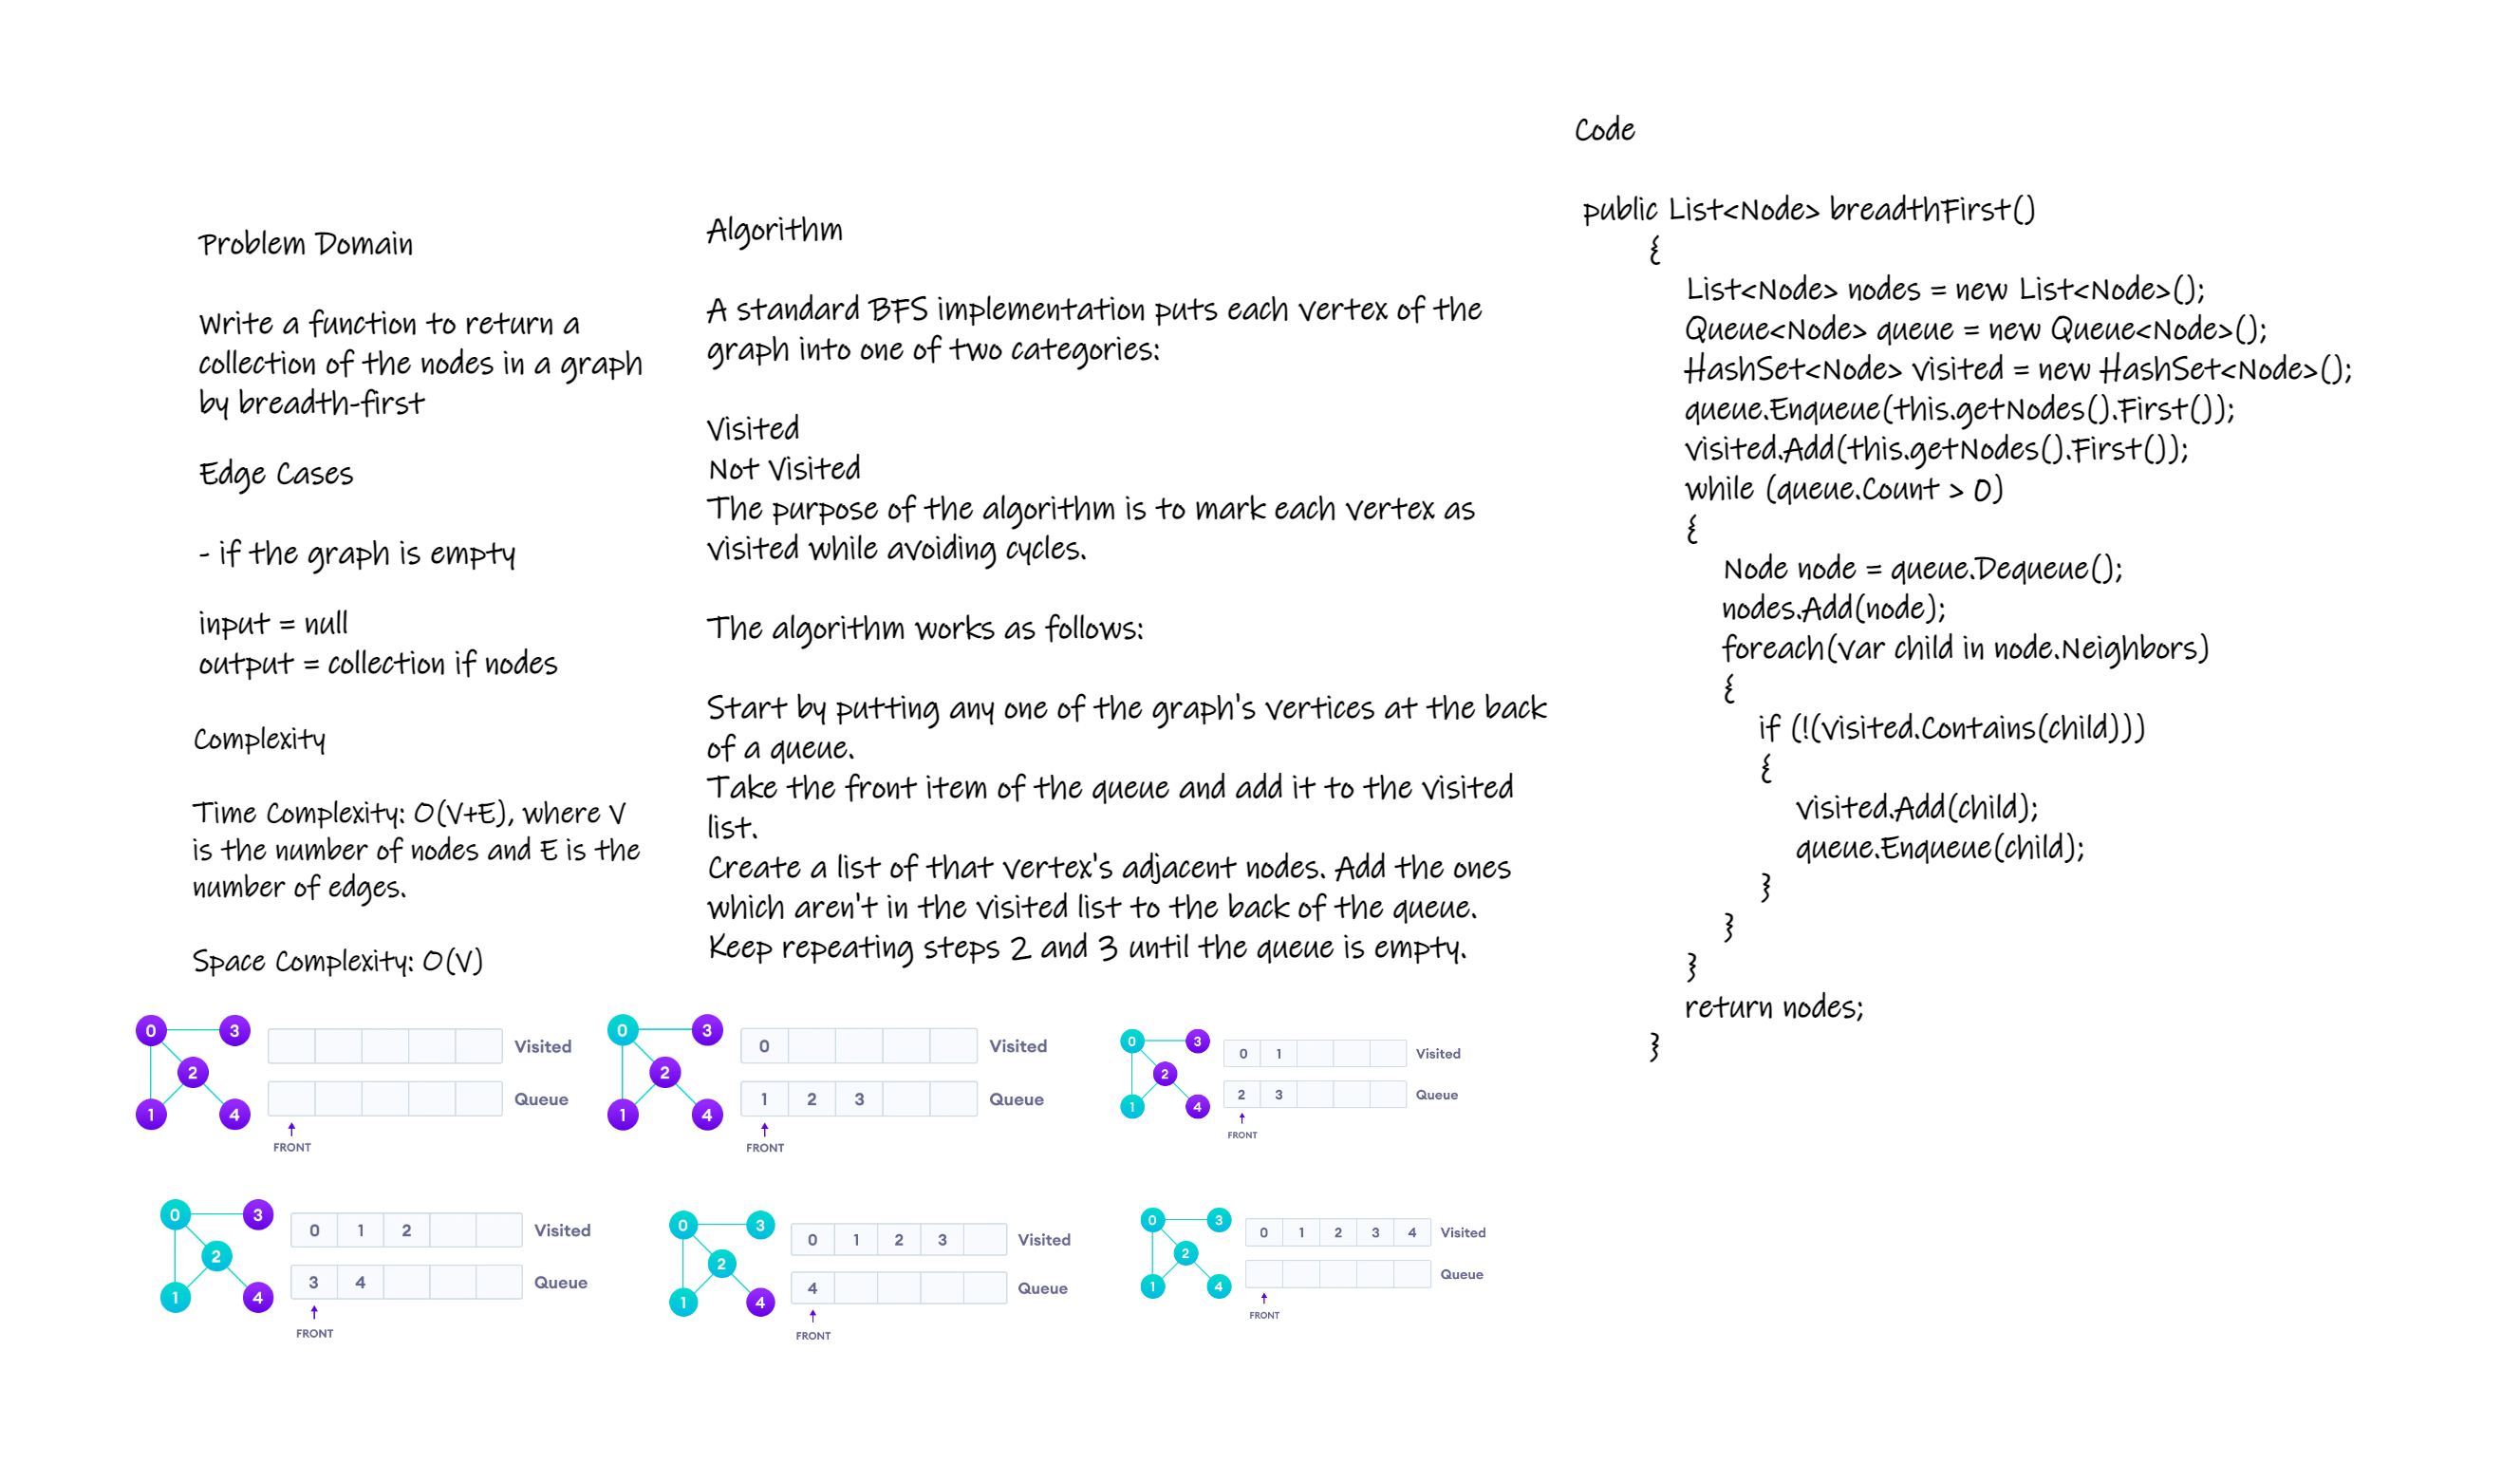 Problem Domain
Write a function to return a
collection of the nodes in a graph
by breadth-first
Edge Cases
- if the graph is empty
input = null
output = collection if nodes
Complexity
Time Complexity: O(V+E), where V
is the number of nodes and E is the
number of edges.
Space Complexity: O(V)
Algorithm
A standard BFS implementation puts each vertex of the
graph into one of two categories:
Visited
Not Visited
The purpose of the algorithm is to mark each vertex as
visited while avoiding cycles.
The algorithm works as follows:
Start by putting any one of the graph's vertices at the back
of a queue.
Take the front item of the queue and add it to the visited
list.
Create a list of that vertex's adjacent nodes. Add the ones
which aren't in the visited list to the back of the queue.
Keep repeating steps 2 and 3 until the queue is empty.
Code
public List<Node> breadthFirst()
{
List<Node> nodes = new List<Node>();
Queue<Node> queue = new Queue<Node>();
HashSet<Node> visited = new HashSet<Node>();
queue.Enqueue(this.getNodes().First());
visited.Add(this.getNodes().First());
while (queue.Count > 0)
{
Node node = queue.Dequeue();
nodes.Add(node);
foreach(var child in node.Neighbors)
{
if (!(visited.Contains(child)))
{
visited.Add(child);
queue.Enqueue(child);
}
}
}
return nodes;
}
0 3
Visited
2
1 4
Queue
FRONT
0 3
0 Visited
2
1 4
1 2 3 Queue
FRONT
0 3
0 1 Visited
2
1 4
2 3 Queue
FRONT
0 3
0 1 2 Visited
2
1 4
3 4 Queue
FRONT
0 3
0 1 2 3 Visited
2
1 4
4 Queue
FRONT
0 3
0 1 2 3 4 Visited
2
1 4
Queue
FRONT